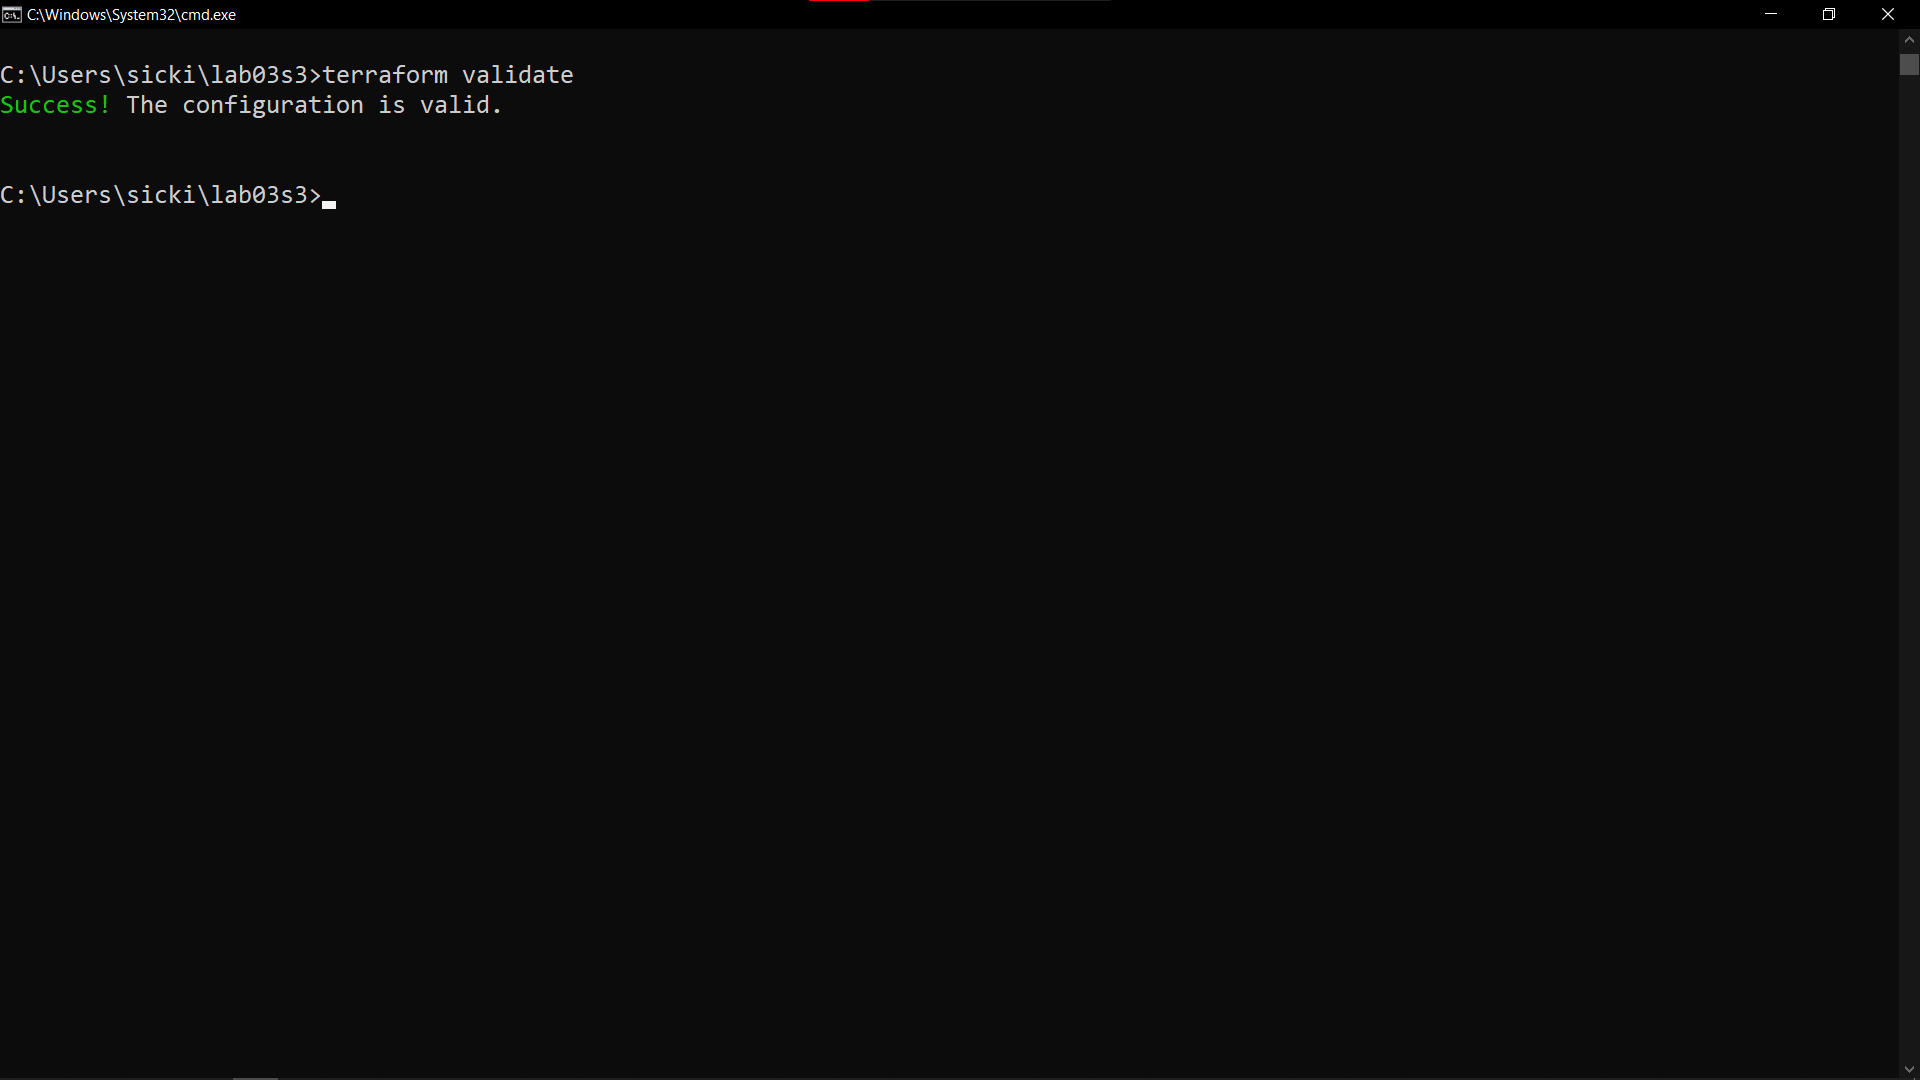 C:\Windows\System32\cmd.exe
C:\Users\sicki\lab03s3>terraform validate
Success! The configuration is valid.
C:\Users\sicki\lab03s3>